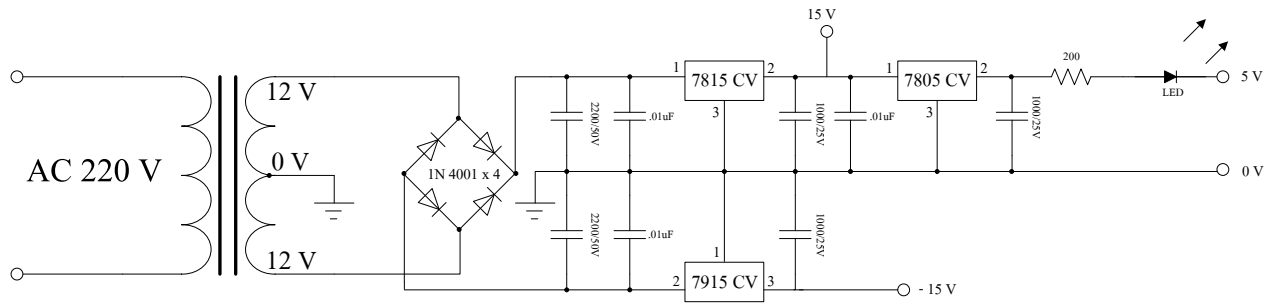 15 V
AC 220 V
12 V
0 V
12 V
1N 4001 x 4
2200/50V
.01uF
2200/50V
.01uF
1
7815 CV
2
3
1
7915 CV
2
3
1000/25V
.01uF
1000/25V
- 15 V
1
7805 CV
2
3
1000/25V
200
LED
5 V
0 V